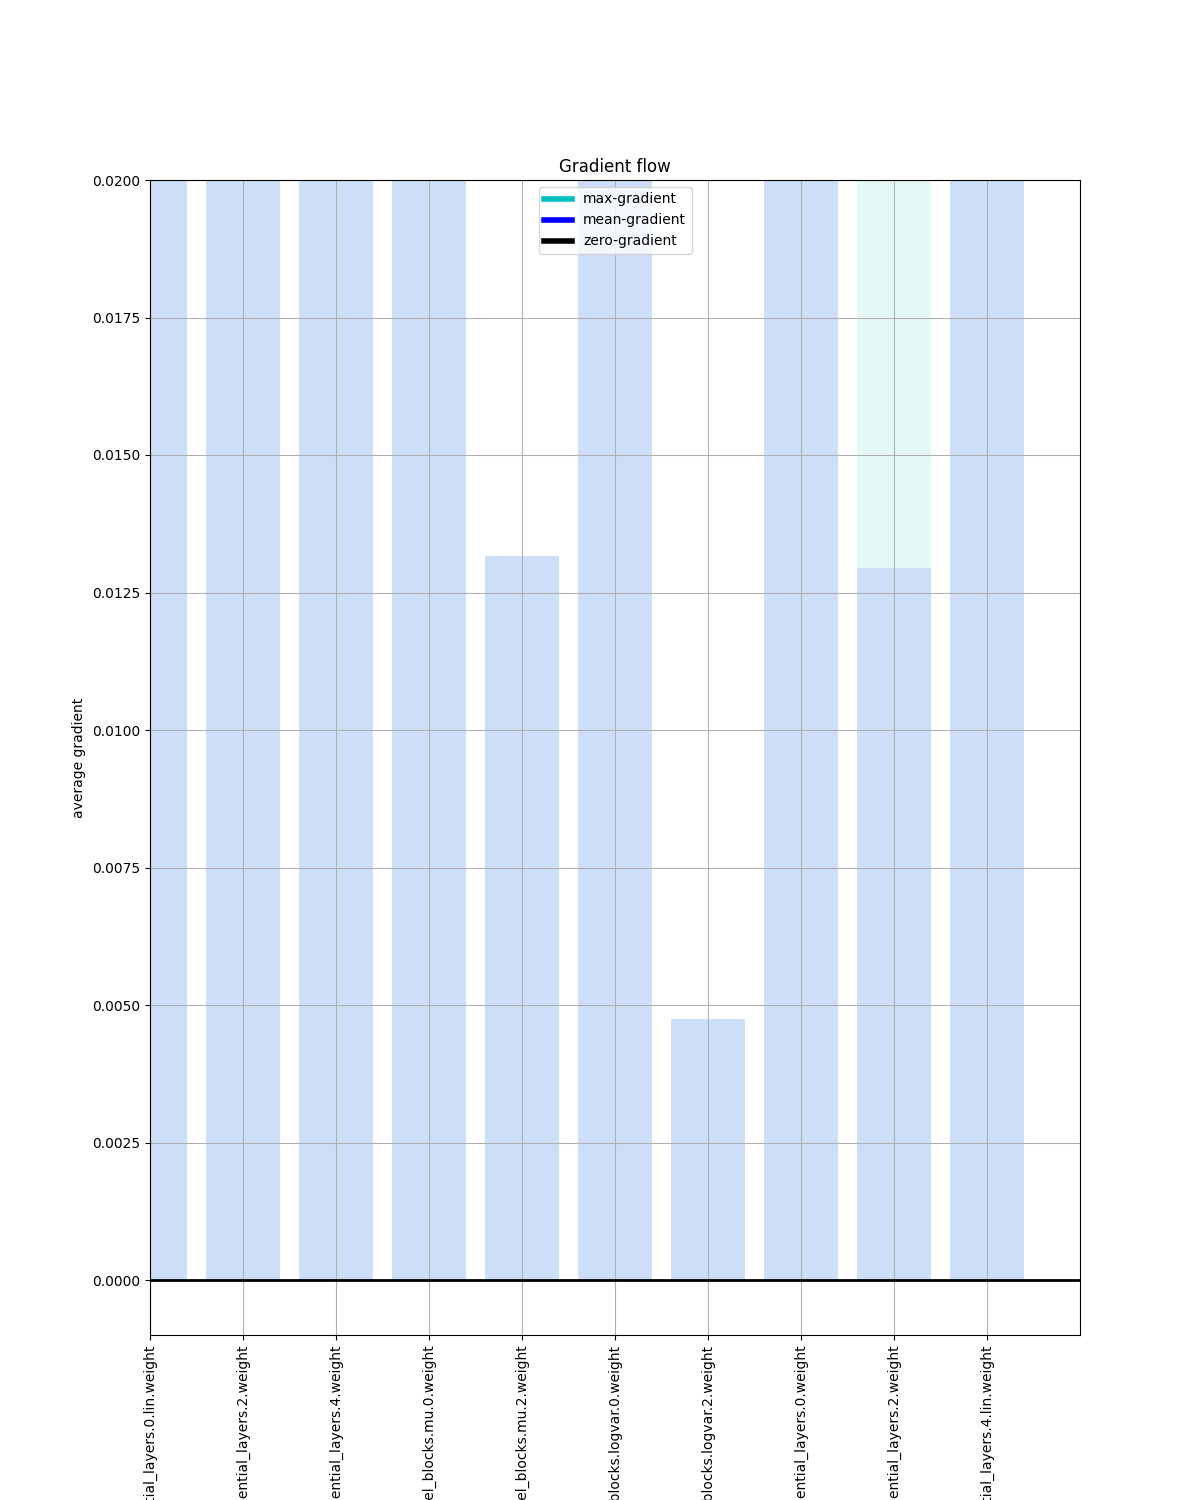 Gradient flow
max-gradient
mean-gradient
zero-gradient
0.0200
0.0175
0.0150
0.0125
0.0100
0.0075
0.0050
0.0025
0.0000
average gradient
tial_layers.0.lin.weight
ential_layers.2.weight
ential_layers.4.weight
el_blocks.mu.0.weight
el_blocks.mu.2.weight
blocks.logvar.0.weight
blocks.logvar.2.weight
ential_layers.0.weight
ential_layers.2.weight
tial_layers.4.lin.weight